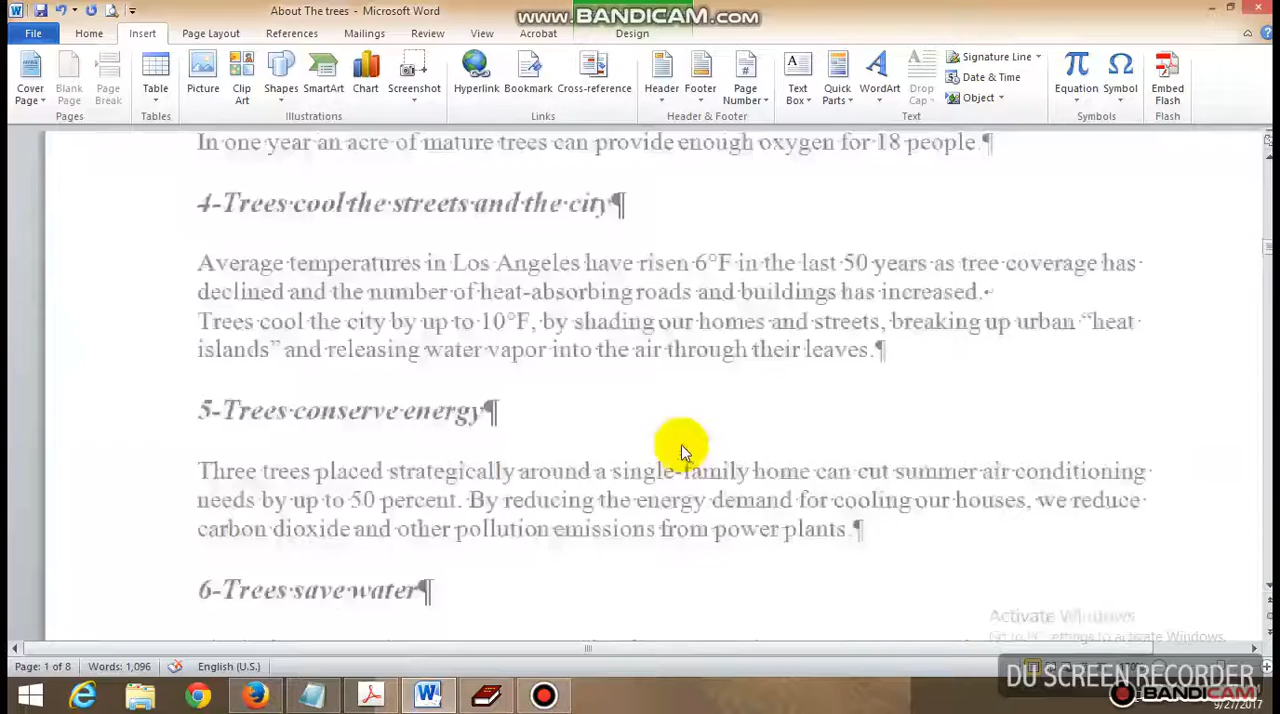 About The trees - Microsoft Word
www.BANDICAM.com
File Home Insert Page Layout References Mailings Review View Acrobat Design
Cover Page Blank Page Page Break Table Picture Clip Art Shapes SmartArt Chart Screenshot Hyperlink Bookmark Cross-reference Header Footer Page Number Text Box Quick Parts WordArt Drop Cap Signature Line Date & Time Object Equation Symbol Embed Flash
Pages Tables Illustrations Links Header & Footer Text Symbols Flash
In one year an acre of mature trees can provide enough oxygen for 18 people.¶
4-Trees cool the streets and the city¶
Average temperatures in Los Angeles have risen 6°F in the last 50 years as tree coverage has
declined and the number of heat-absorbing roads and buildings has increased.
Trees cool the city by up to 10°F, by shading our homes and streets, breaking up urban “heat
islands” and releasing water vapor into the air through their leaves.¶
5-Trees conserve energy¶
Three trees placed strategically around a single-family home can cut summer air conditioning
needs by up to 50 percent. By reducing the energy demand for cooling our houses, we reduce
carbon dioxide and other pollution emissions from power plants.¶
6-Trees save water¶
Activate Windows
Go to PC settings to activate Windows.
Page: 1 of 8 Words: 1,096 English (U.S.)
DU SCREEN RECORDER
BANDICAM
9/27/2017